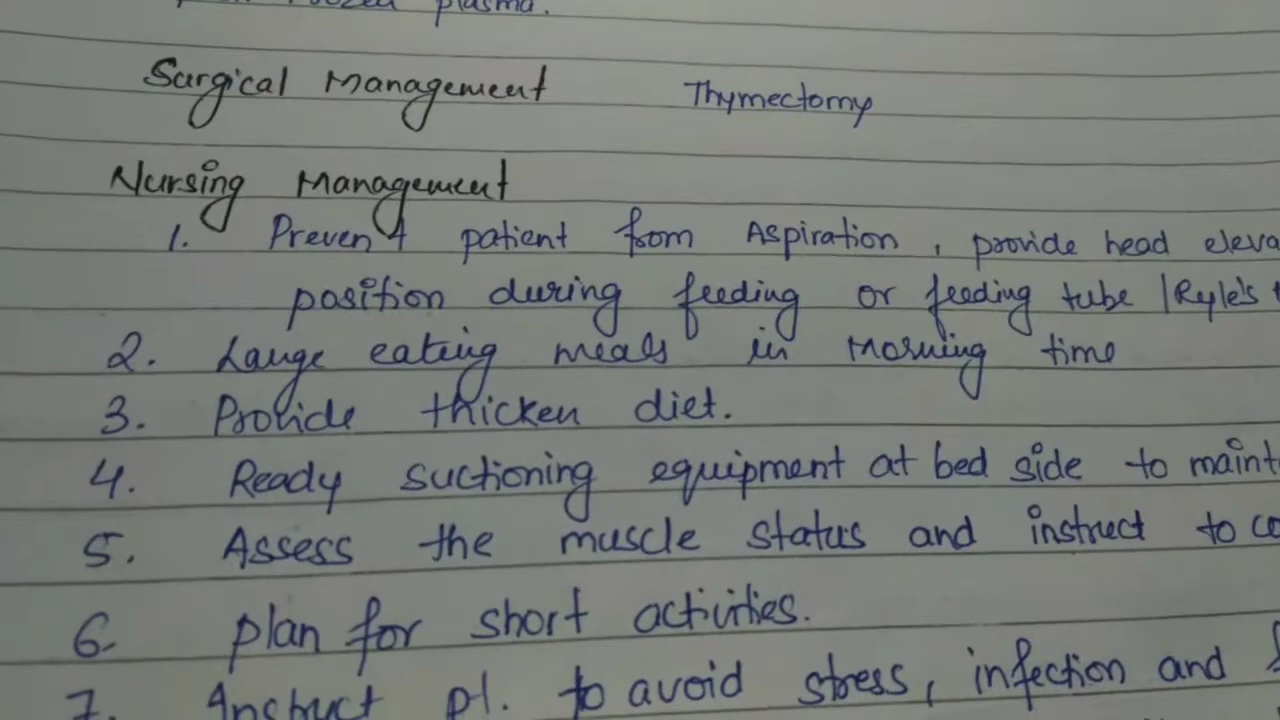 plasma.
Surgical Management Thymectomy
Nursing Management
1. Prevent patient from Aspiration, provide head eleva
position during feeding or feeding tube / Ryle's t
2. Large eating meals in Morning time
3. Provide thicken diet.
4. Ready suctioning equipment at bed side to maint
5. Assess the muscle status and instruct to co
6. plan for short activities.
7. Instruct pt. to avoid stress, infection and